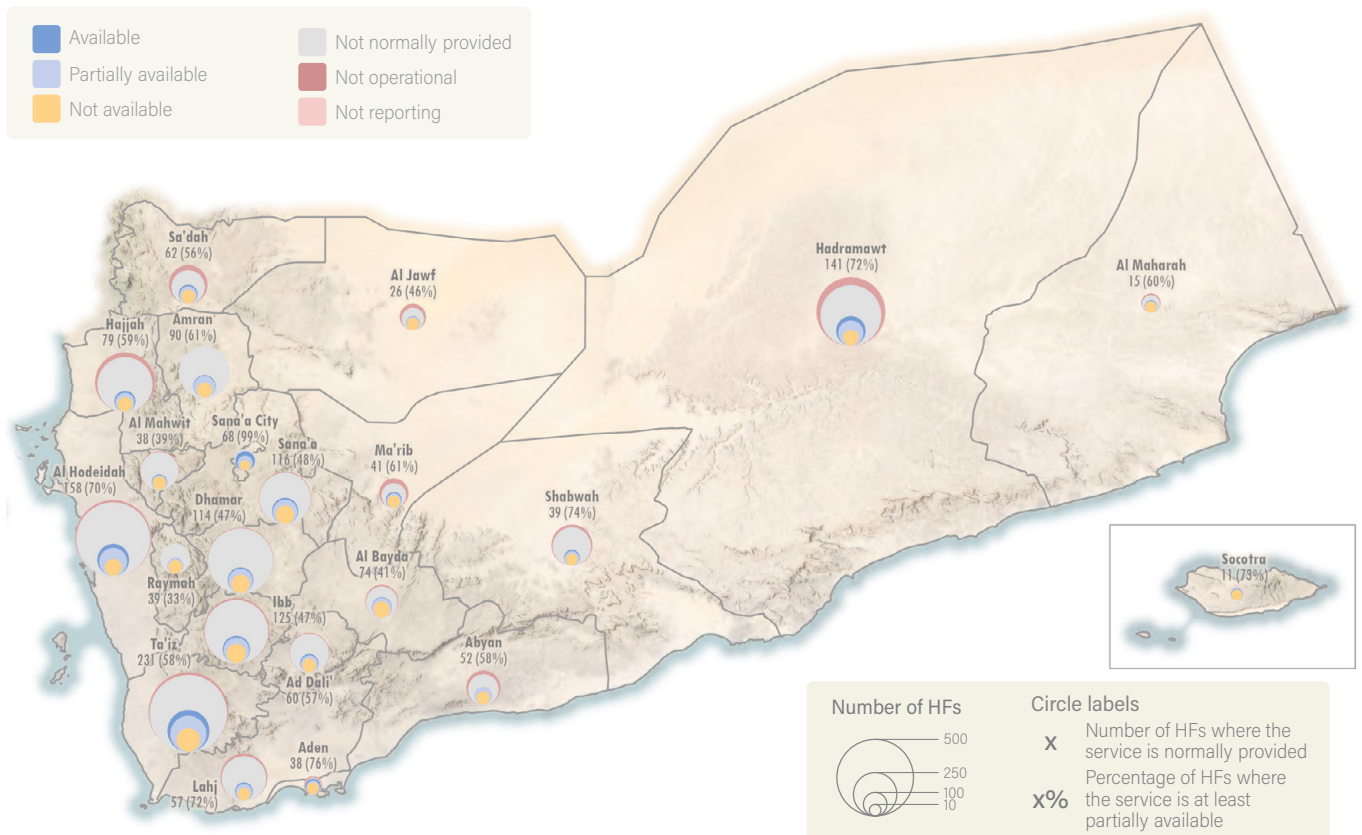 Available
Partially available
Not available
Not normally provided
Not operational
Not reporting
Sa'dah
62 (56%)
Al Jawf
26 (46%)
Hadramawt
141 (72%)
Al Maharah
15 (60%)
Hajjah
79 (59%)
Amran
90 (61%)
Al Mahwit
38 (39%)
Sana'a City
68 (99%)
Sana'a
116 (48%)
Ma'rib
41 (61%)
Al Hodeidah
158 (70%)
Dhamar
114 (47%)
Shabwah
39 (74%)
Al Bayda
74 (41%)
Raymah
39 (33%)
Ibb
125 (47%)
Socotra
11 (73%)
Ta'iz
231 (58%)
Ad Dali'
60 (57%)
Abyan
52 (58%)
Aden
38 (76%)
Lahj
57 (72%)
Number of HFs
500
250
100
10
Circle labels
x
Number of HFs where the
service is normally provided
x%
Percentage of HFs where
the service is at least
partially available